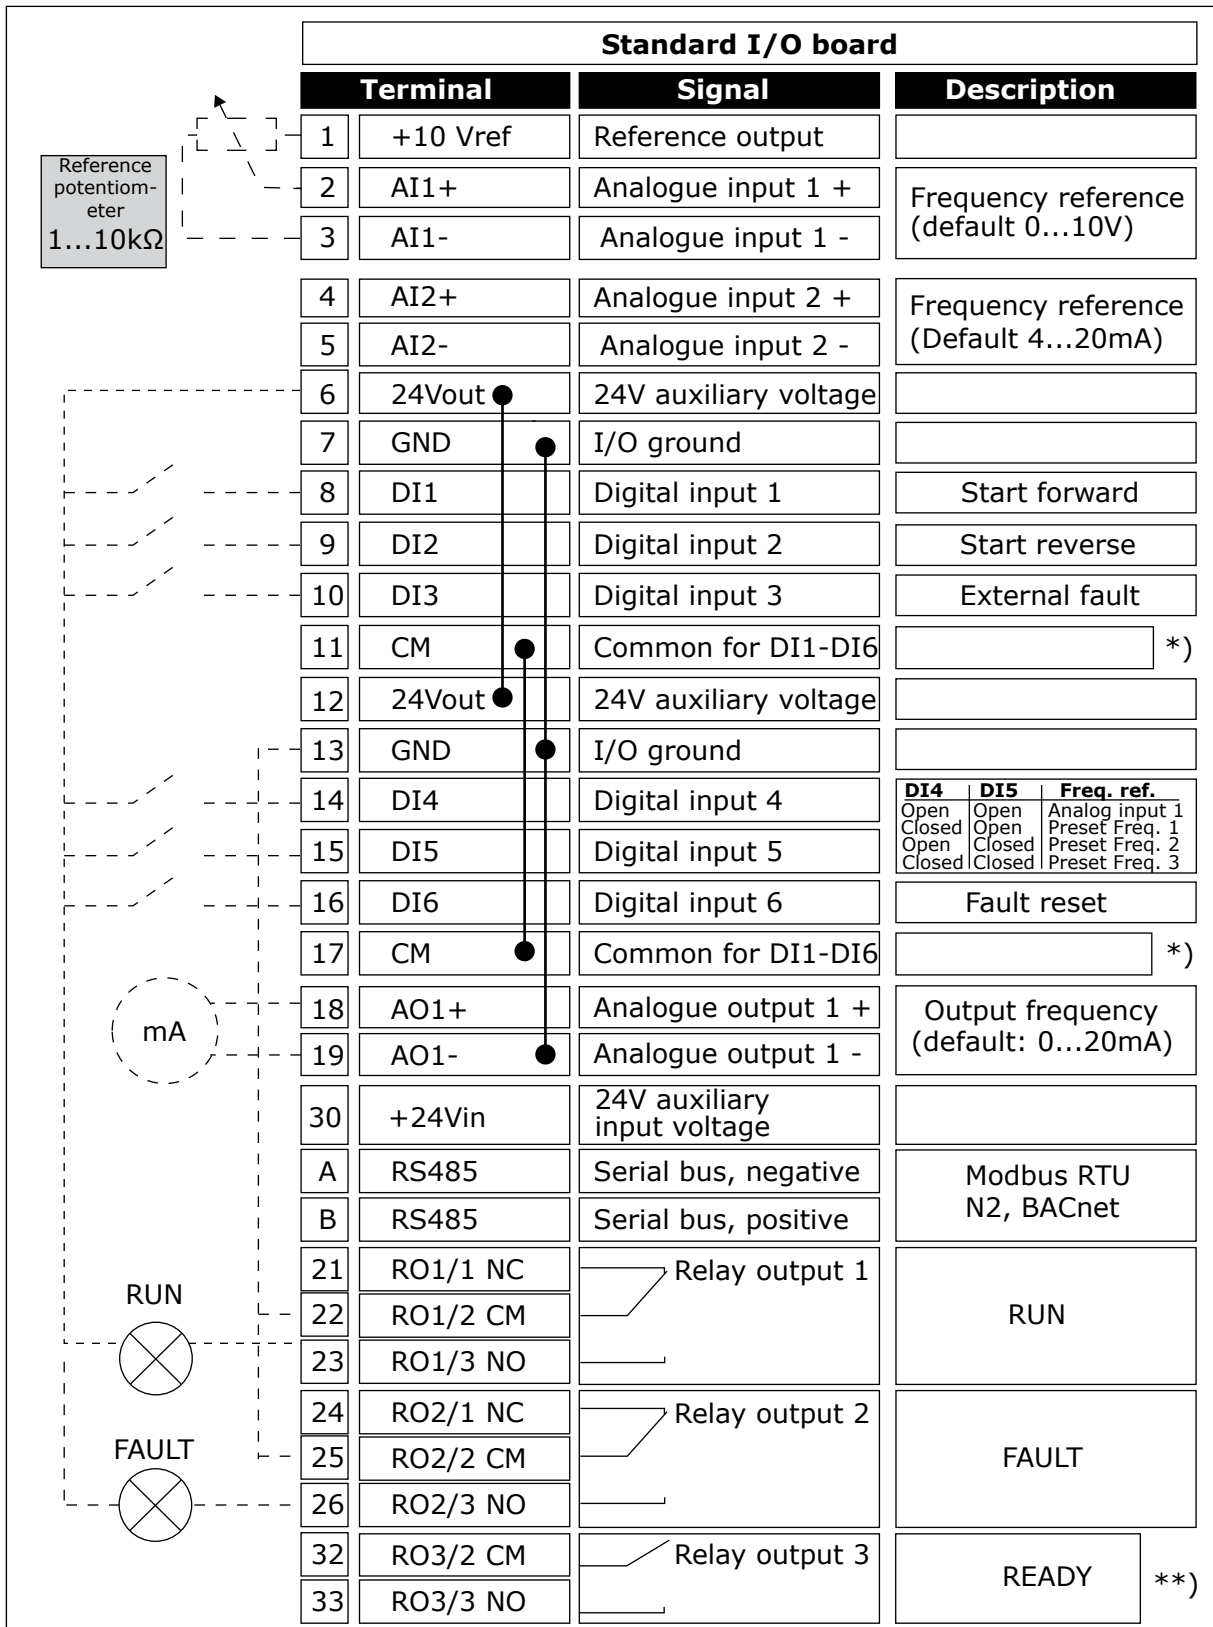 Standard I/O board
Terminal Signal Description
Reference
potentiom-
eter
1...10kΩ
1 +10 Vref Reference output
2 AI1+ Analogue input 1 +
3 AI1- Analogue input 1 -
Frequency reference
(default 0...10V)
4 AI2+ Analogue input 2 +
5 AI2- Analogue input 2 -
Frequency reference
(Default 4...20mA)
6 24Vout 24V auxiliary voltage
7 GND I/O ground
8 DI1 Digital input 1 Start forward
9 DI2 Digital input 2 Start reverse
10 DI3 Digital input 3 External fault
11 CM Common for DI1-DI6 *)
12 24Vout 24V auxiliary voltage
13 GND I/O ground
14 DI4 Digital input 4
15 DI5 Digital input 5
DI4 DI5 Freq. ref.
Open Open Analog input 1
Closed Open Preset Freq. 1
Open Closed Preset Freq. 2
Closed Closed Preset Freq. 3
16 DI6 Digital input 6 Fault reset
17 CM Common for DI1-DI6 *)
mA
18 AO1+ Analogue output 1 +
19 AO1- Analogue output 1 -
Output frequency
(default: 0...20mA)
30 +24Vin 24V auxiliary
input voltage
A RS485 Serial bus, negative
B RS485 Serial bus, positive
Modbus RTU
N2, BACnet
RUN
21 RO1/1 NC Relay output 1
22 RO1/2 CM RUN
23 RO1/3 NO
FAULT
24 RO2/1 NC Relay output 2
25 RO2/2 CM FAULT
26 RO2/3 NO
32 RO3/2 CM Relay output 3
33 RO3/3 NO
READY **)